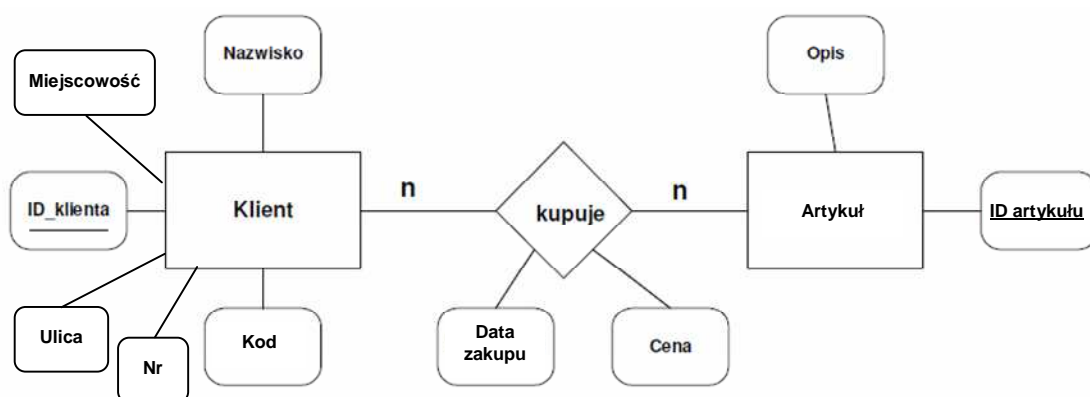 Nazwisko
Opis
Miejscowość
n
n
ID_klienta
Klient
kupuje
Artykuł
ID artykułu
Ulica
Nr
Kod
Data
zakupu
Cena